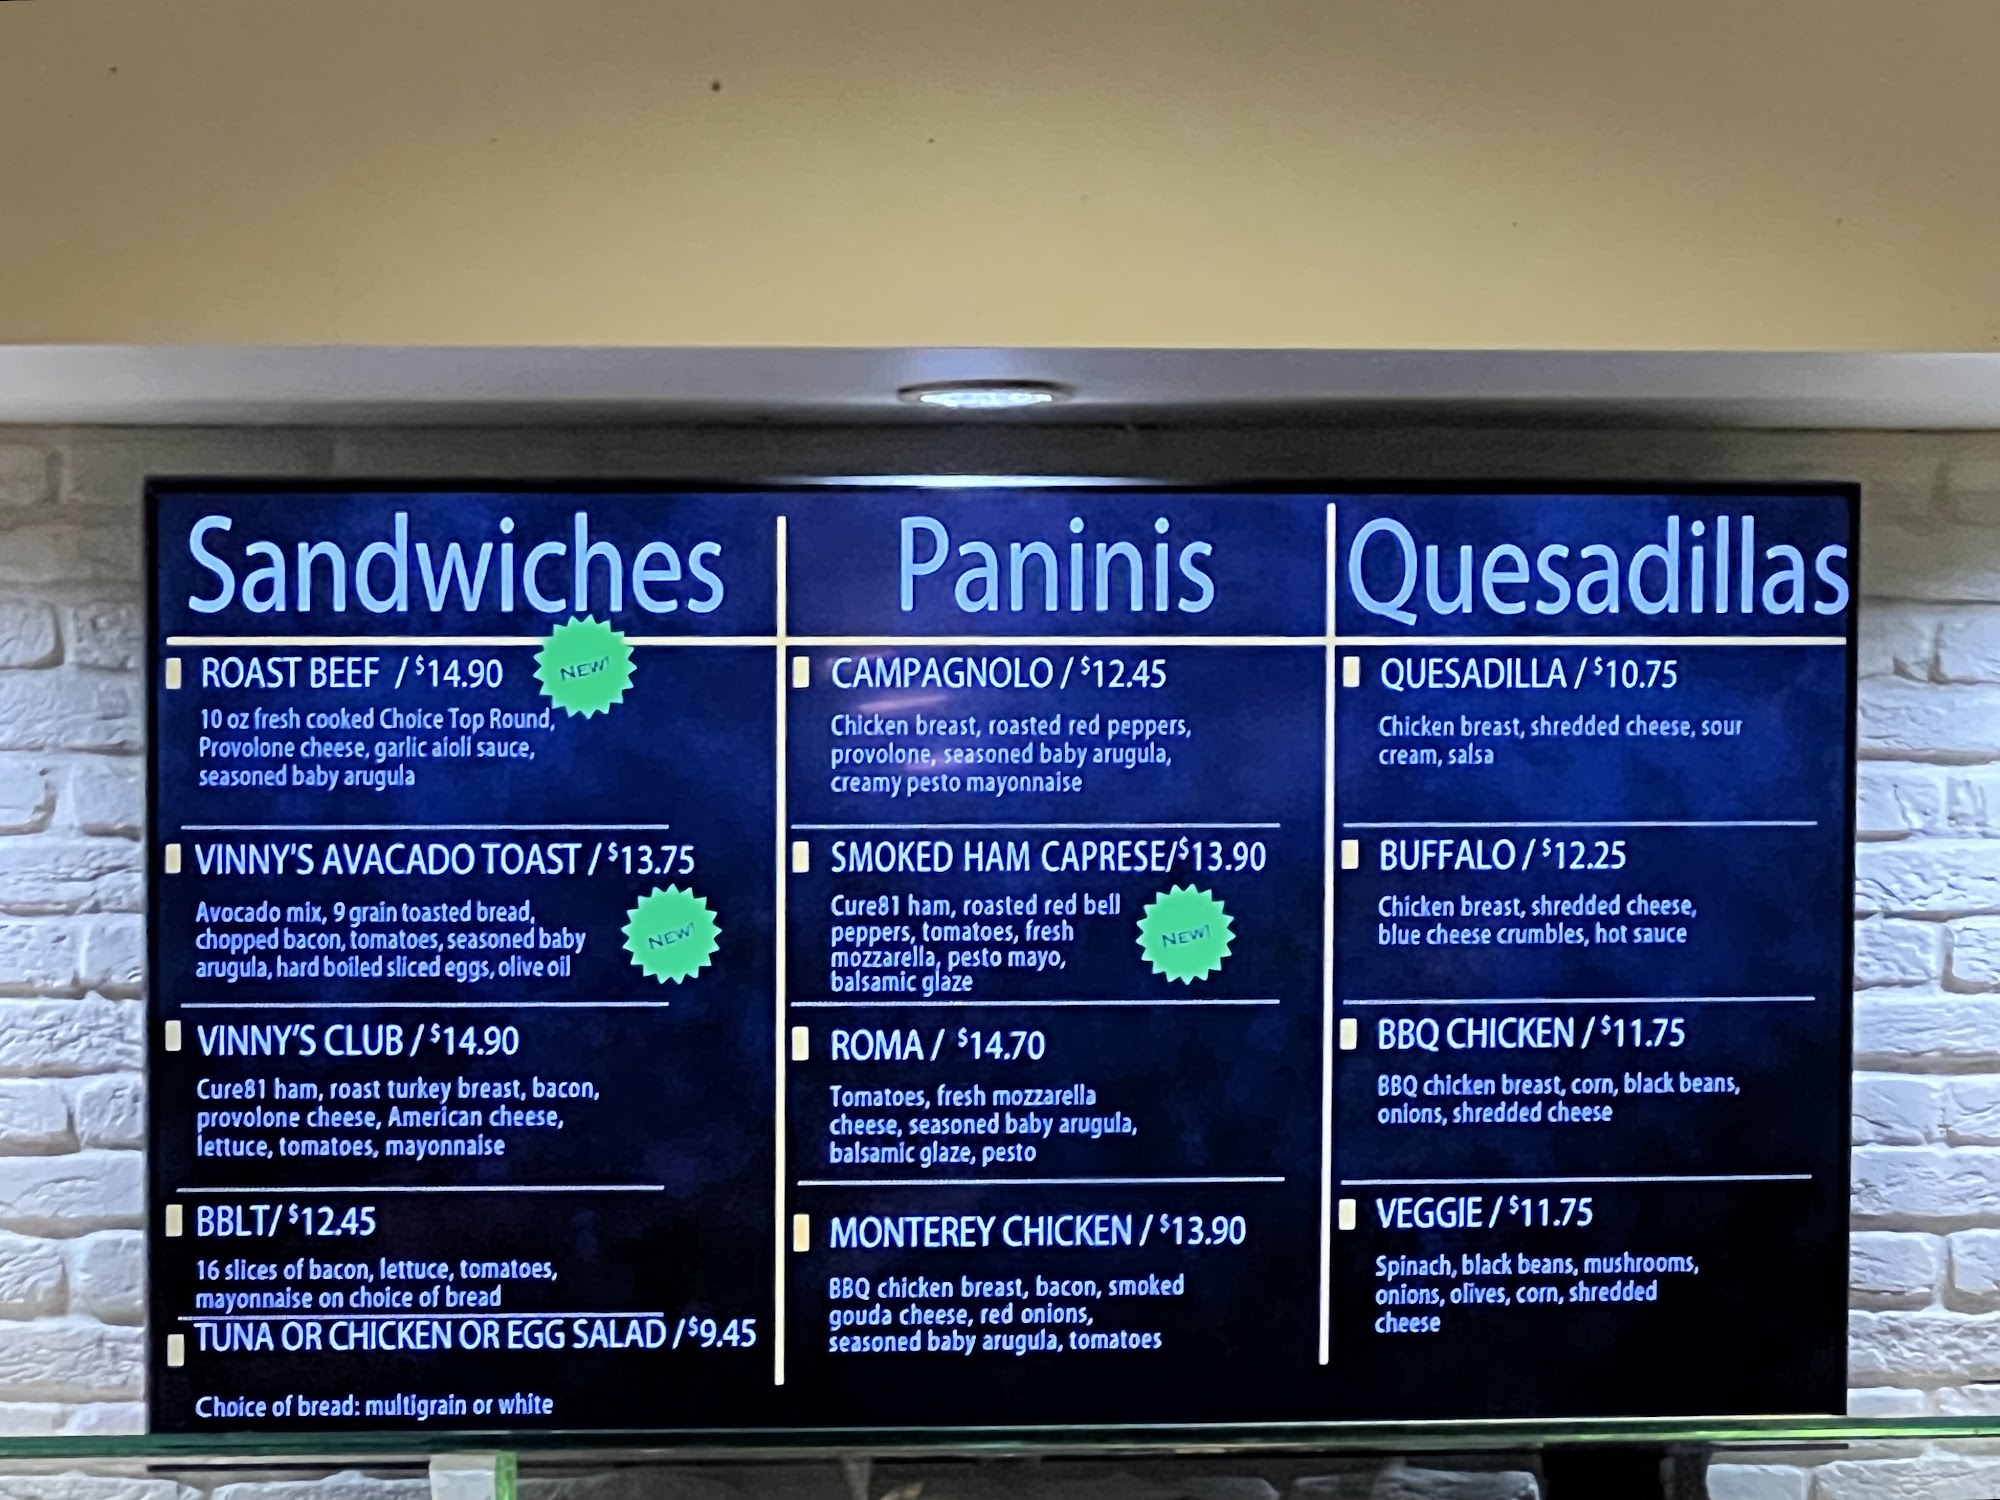 Sandwiches
ROAST BEEF / $14.90
NEW!
10 oz fresh cooked Choice Top Round,
Provolone cheese, garlic aioli sauce,
seasoned baby arugula
VINNY'S AVACADO TOAST / $13.75
Avocado mix, 9 grain toasted bread,
chopped bacon, tomatoes, seasoned baby
arugula, hard boiled sliced eggs, olive oil
NEW!
VINNY'S CLUB / $14.90
Cure81 ham, roast turkey breast, bacon,
provolone cheese, American cheese,
lettuce, tomatoes, mayonnaise
BBLT/ $12.45
16 slices of bacon, lettuce, tomatoes,
mayonnaise on choice of bread
TUNA OR CHICKEN OR EGG SALAD / $9.45
Choice of bread: multigrain or white
Paninis
CAMPAGNOLO / $12.45
Chicken breast, roasted red peppers,
provolone, seasoned baby arugula,
creamy pesto mayonnaise
SMOKED HAM CAPRESE/$13.90
Cure81 ham, roasted red bell
peppers, tomatoes, fresh
mozzarella, pesto mayo,
balsamic glaze
NEW!
ROMA / $14.70
Tomatoes, fresh mozzarella
cheese, seasoned baby arugula,
balsamic glaze, pesto
MONTEREY CHICKEN / $13.90
BBQ chicken breast, bacon, smoked
gouda cheese, red onions,
seasoned baby arugula, tomatoes
Quesadillas
QUESADILLA / $10.75
Chicken breast, shredded cheese, sour
cream, salsa
BUFFALO / $12.25
Chicken breast, shredded cheese,
blue cheese crumbles, hot sauce
BBQ CHICKEN / $11.75
BBQ chicken breast, corn, black beans,
onions, shredded cheese
VEGGIE / $11.75
Spinach, black beans, mushrooms,
onions, olives, corn, shredded
cheese